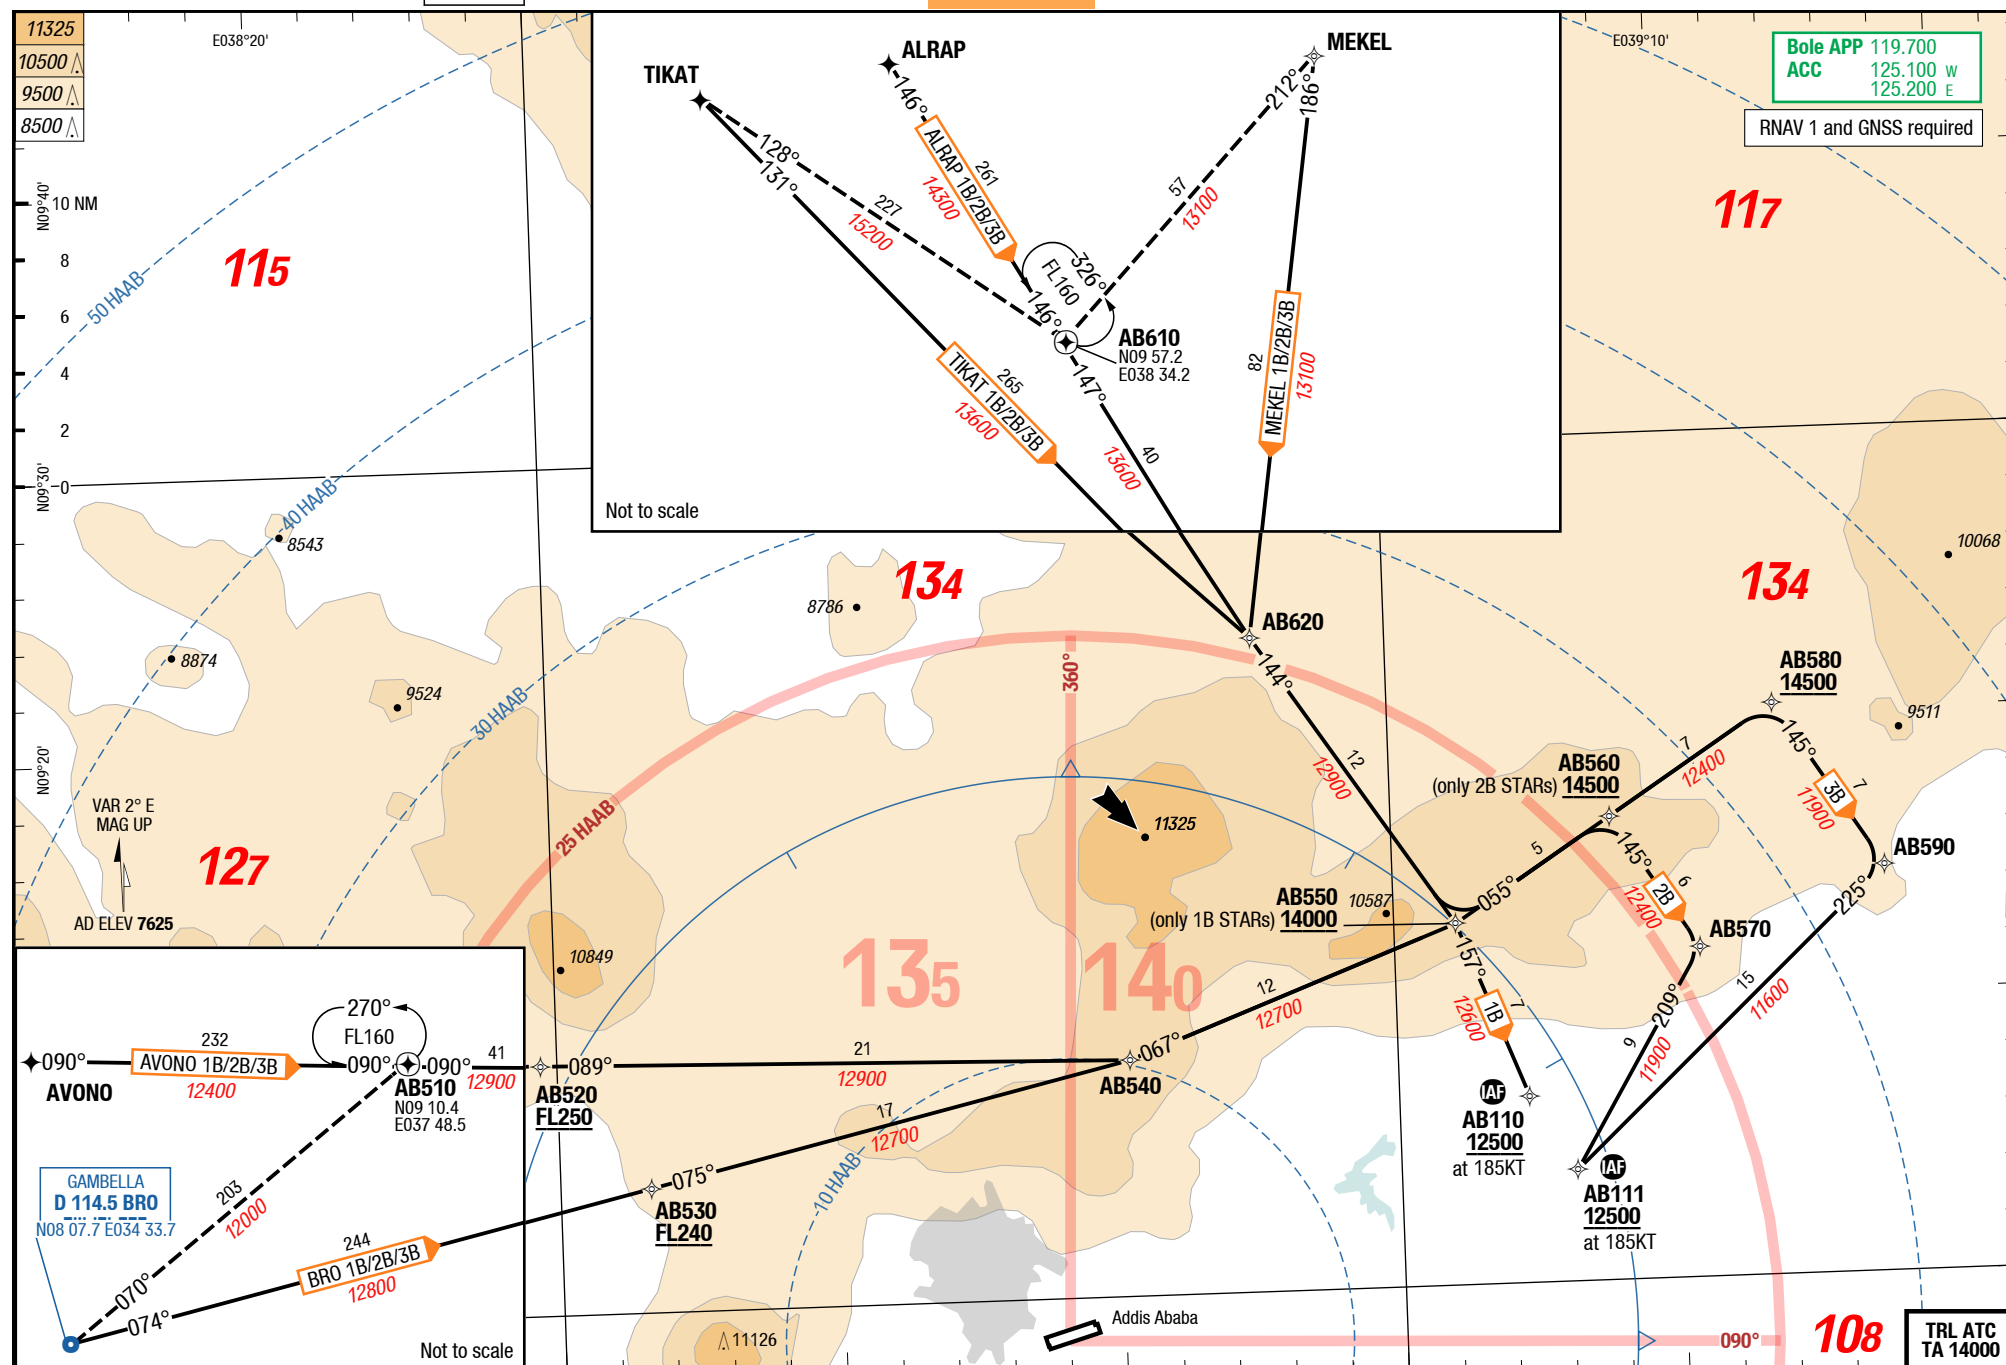 11325
10500
9500
8500
E038°20'
E039°10'
Bole APP 119.700
ACC 125.100 W
125.200 E
RNAV 1 and GNSS required
N09°40'
10 NM
8
6
4
2
0
N09°30'
N09°20'
115
117
134
134
127
135
140
108
50 HAAB
40 HAAB
30 HAAB
25 HAAB
10 HAAB
TIKAT
ALRAP
MEKEL
128°
131°
146°
212°
186°
ALRAP 1B/2B/3B
261
14300
227
15200
57
13100
FL160
326°
146°
AB610
N09 57.2
E038 34.2
147°
TIKAT 1B/2B/3B
265
13600
40
13600
82
MEKEL 1B/2B/3B
13100
Not to scale
8543
8786
8874
9524
10068
9511
11325
10587
10849
11126
AB620
144°
12
12900
360°
AB580
14500
145°
7
12400
3B
7
11900
AB590
225°
AB560
(only 2B STARs) 14500
145°
5
055°
2B
6
12400
AB570
209°
9
11900
15
11600
AB550
(only 1B STARs) 14000
157°
1B
7
12600
12
12700
067°
IAF
AB110
12500
at 185KT
IAF
AB111
12500
at 185KT
VAR 2° E
MAG UP
AD ELEV 7625
270°
FL160
090°
232
AVONO 1B/2B/3B
12400
090°
090°
41
12900
AVONO
AB510
N09 10.4
E037 48.5
089°
21
12900
AB520
FL250
AB540
17
12700
075°
AB530
FL240
GAMBELLA
D 114.5 BRO
N08 07.7 E034 33.7
203
12000
070°
074°
244
BRO 1B/2B/3B
12800
Not to scale
Addis Ababa
090°
TRL ATC
TA 14000